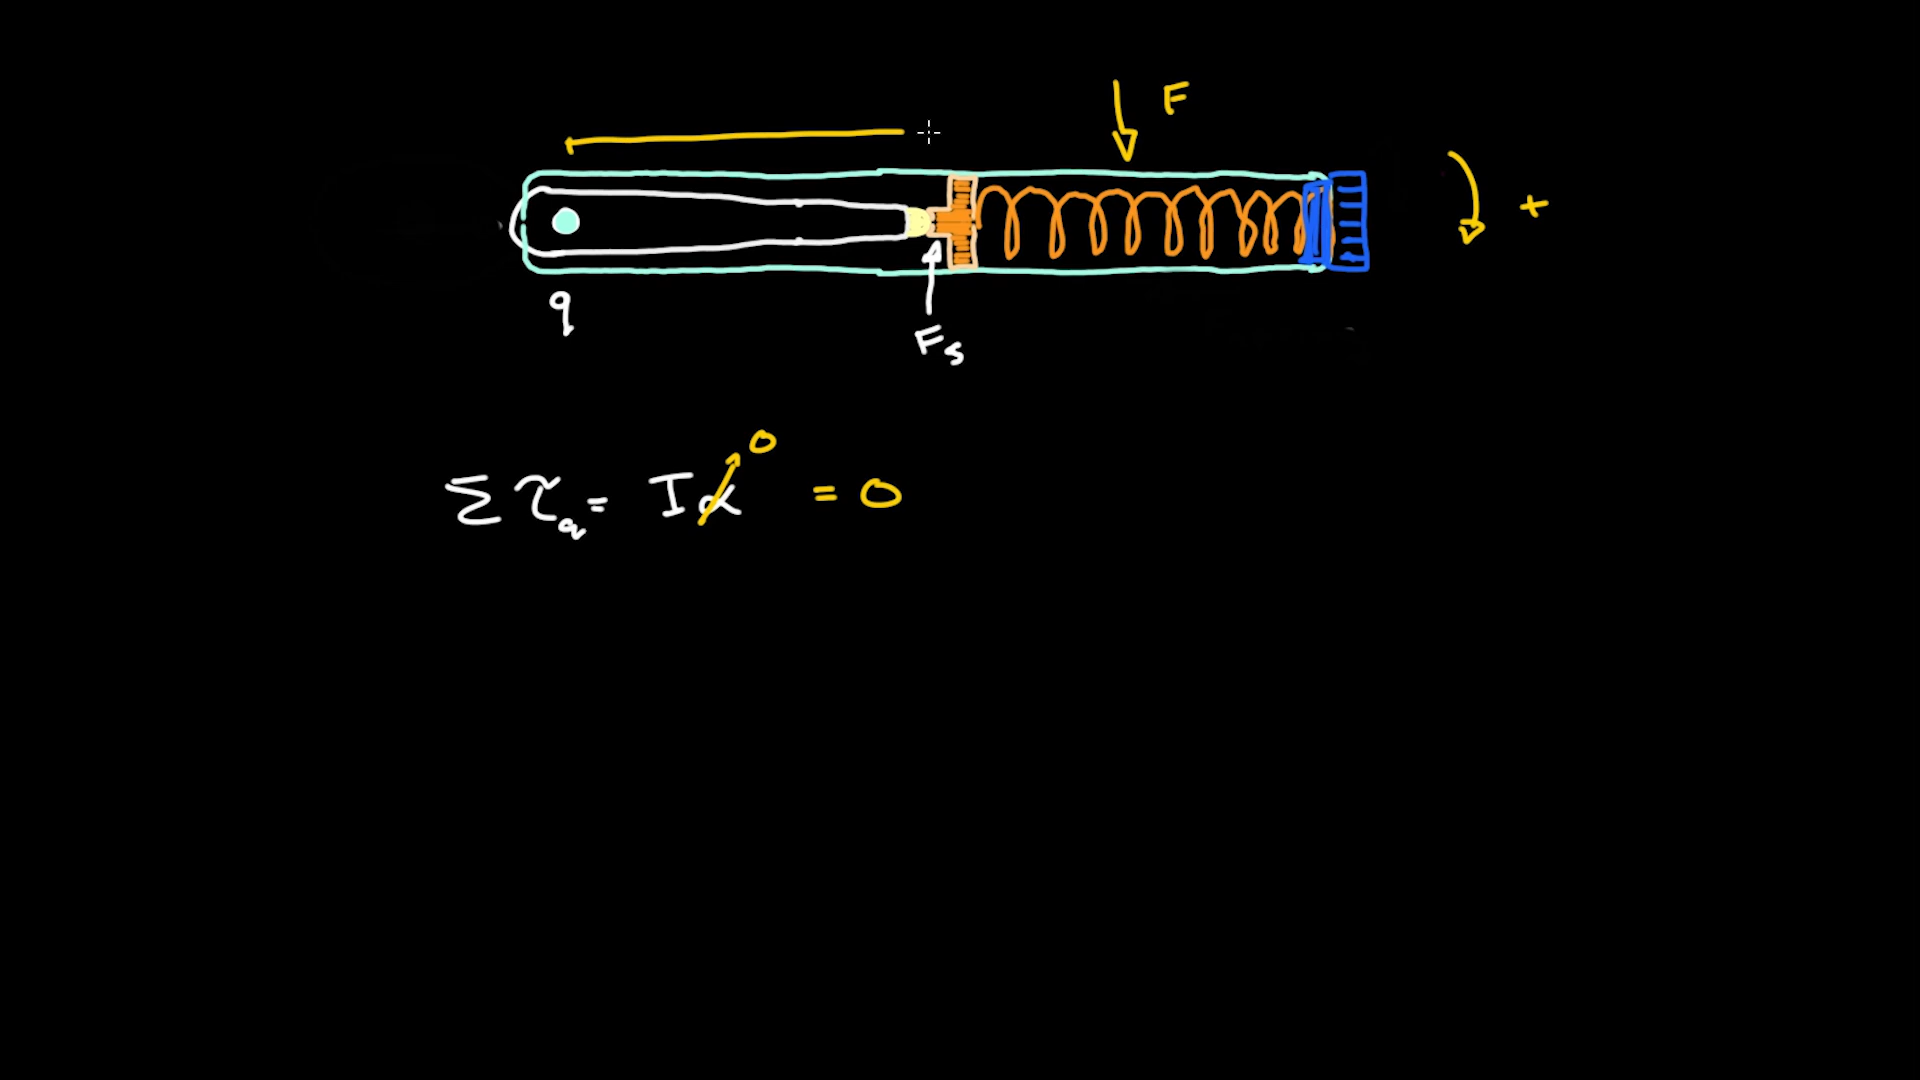 F
+
q
Fs
Στq = Iα → 0 = 0